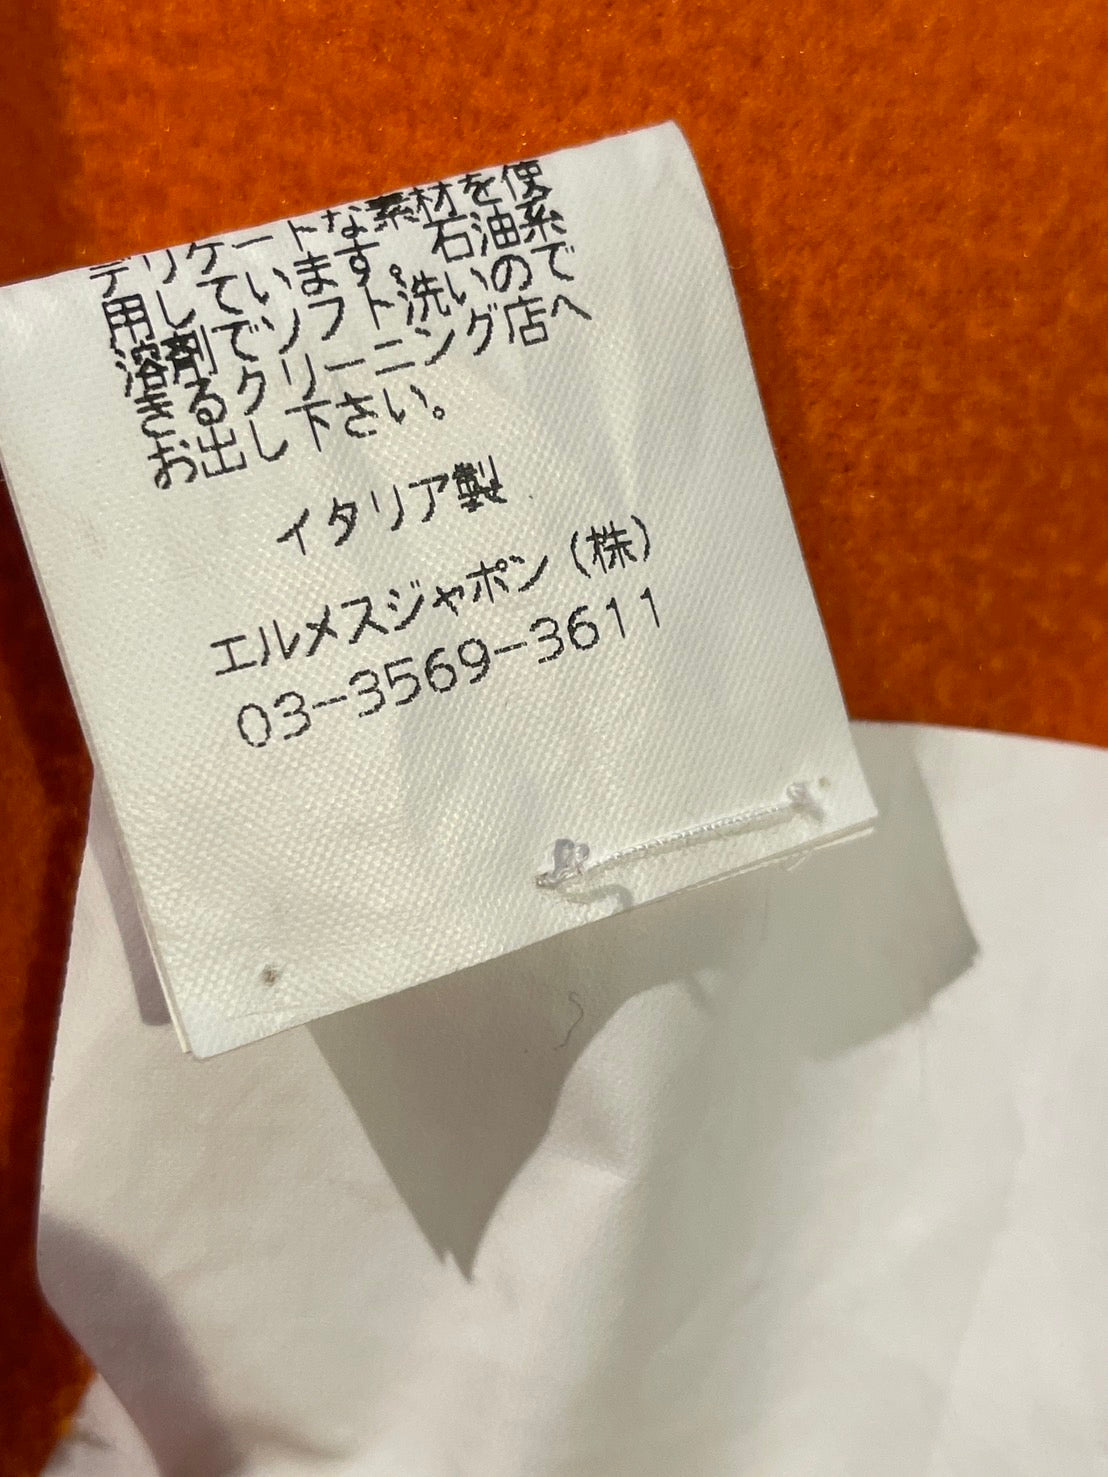 デリケートな素材を使
用しています。石油系
溶剤でソフト洗いので
きるクリーニング店へ
お出し下さい。
イタリア製
エルメスジャポン（株）
03-3569-3611